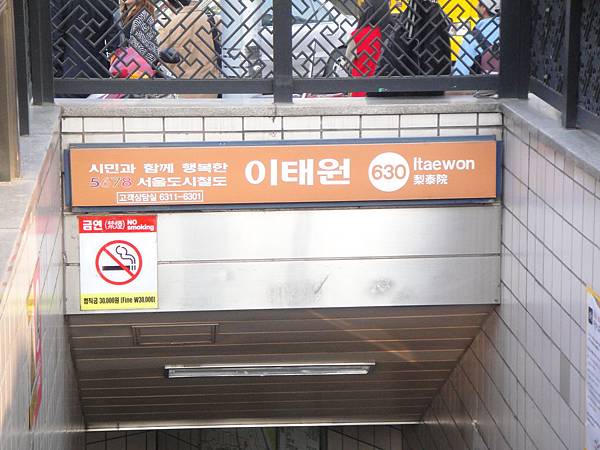 시민과 함께 행복한
5678 서울도시철도
고객상담실 6311-6301
이태원
630
Itaewon
梨泰院
금연(禁煙) NO smoking
범칙금 30,000원 (Fine ₩30,000)